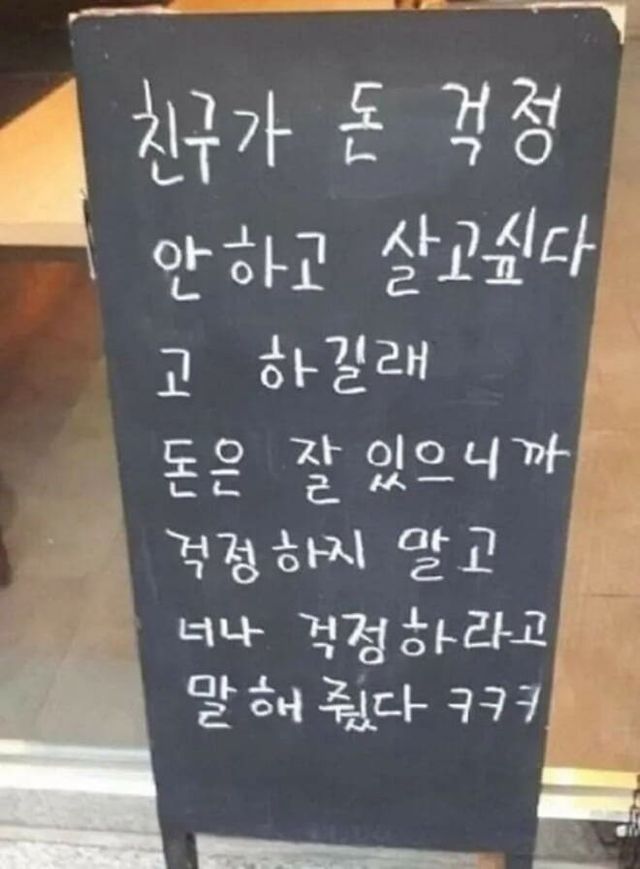 친구가 돈 걱정
안하고 살고싶다
고 하길래
돈은 잘 있으니까
걱정하지 말고
너나 걱정하라고
말해 줬다 ㅋㅋㅋ